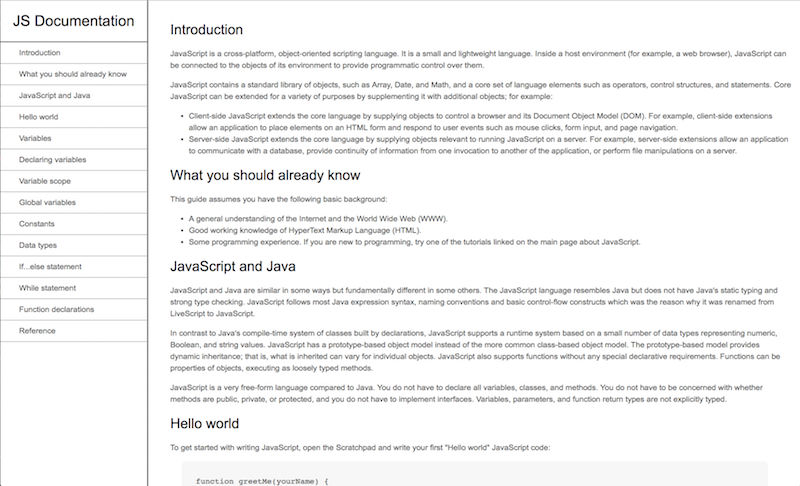 JS Documentation
Introduction
What you should already know
JavaScript and Java
Hello world
Variables
Declaring variables
Variable scope
Global variables
Constants
Data types
If...else statement
While statement
Function declarations
Reference
Introduction
JavaScript is a cross-platform, object-oriented scripting language. It is a small and lightweight language. Inside a host environment (for example, a web browser), JavaScript can
be connected to the objects of its environment to provide programmatic control over them.
JavaScript contains a standard library of objects, such as Array, Date, and Math, and a core set of language elements such as operators, control structures, and statements. Core
JavaScript can be extended for a variety of purposes by supplementing it with additional objects; for example:
• Client-side JavaScript extends the core language by supplying objects to control a browser and its Document Object Model (DOM). For example, client-side extensions
allow an application to place elements on an HTML form and respond to user events such as mouse clicks, form input, and page navigation.
• Server-side JavaScript extends the core language by supplying objects relevant to running JavaScript on a server. For example, server-side extensions allow an application
to communicate with a database, provide continuity of information from one invocation to another of the application, or perform file manipulations on a server.
What you should already know
This guide assumes you have the following basic background:
• A general understanding of the Internet and the World Wide Web (WWW).
• Good working knowledge of HyperText Markup Language (HTML).
• Some programming experience. If you are new to programming, try one of the tutorials linked on the main page about JavaScript.
JavaScript and Java
JavaScript and Java are similar in some ways but fundamentally different in some others. The JavaScript language resembles Java but does not have Java's static typing and
strong type checking. JavaScript follows most Java expression syntax, naming conventions and basic control-flow constructs which was the reason why it was renamed from
LiveScript to JavaScript.
In contrast to Java's compile-time system of classes built by declarations, JavaScript supports a runtime system based on a small number of data types representing numeric,
Boolean, and string values. JavaScript has a prototype-based object model instead of the more common class-based object model. The prototype-based model provides
dynamic inheritance; that is, what is inherited can vary for individual objects. JavaScript also supports functions without any special declarative requirements. Functions can be
properties of objects, executing as loosely typed methods.
JavaScript is a very free-form language compared to Java. You do not have to declare all variables, classes, and methods. You do not have to be concerned with whether
methods are public, private, or protected, and you do not have to implement interfaces. Variables, parameters, and function return types are not explicitly typed.
Hello world
To get started with writing JavaScript, open the Scratchpad and write your first "Hello world" JavaScript code:
function greetMe(yourName) {